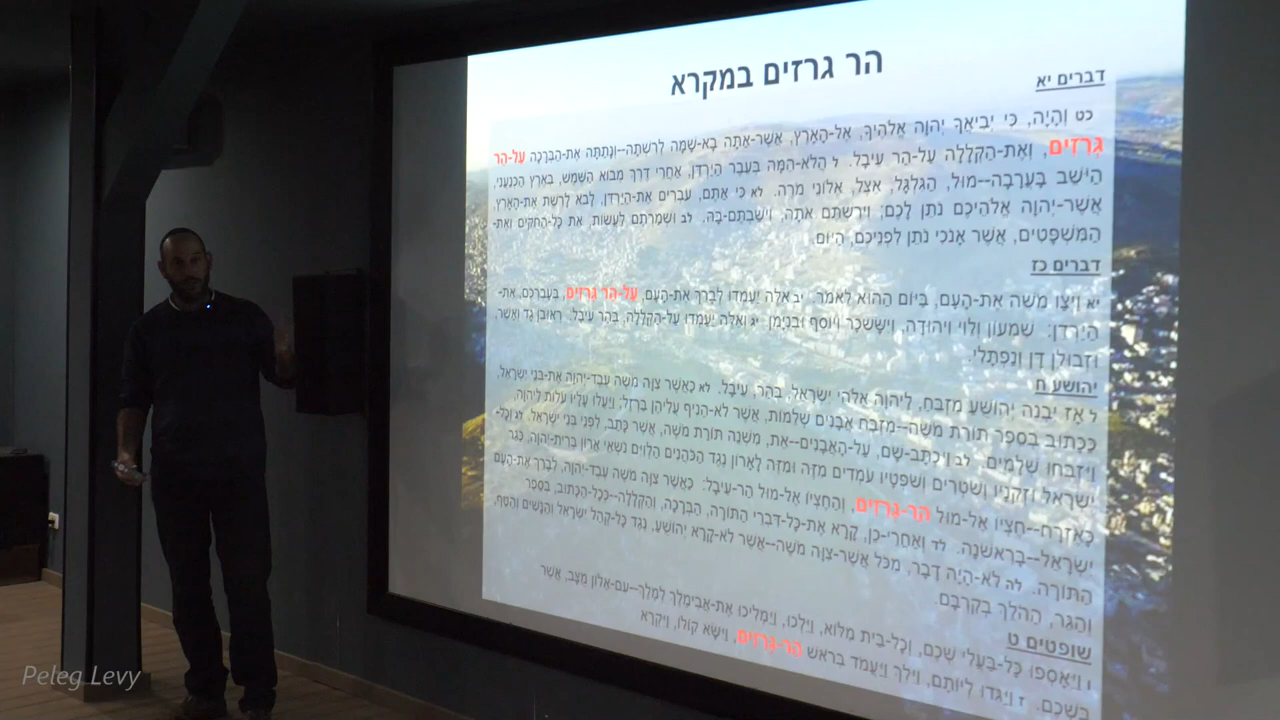 הר גרזים במקרא
דברים יא
כט וְהָיָה, כִּי יְבִיאֲךָ יְהוָה אֱלֹהֶיךָ, אֶל-הָאָרֶץ, אֲשֶׁר-אַתָּה בָא-שָׁמָּה לְרִשְׁתָּהּ--וְנָתַתָּה אֶת-הַבְּרָכָה עַל-הַר
גְּרִזִים, וְאֶת-הַקְּלָלָה עַל-הַר עֵיבָל. ל הֲלֹא-הֵמָּה בְּעֵבֶר הַיַּרְדֵּן, אַחֲרֵי דֶּרֶךְ מְבוֹא הַשֶּׁמֶשׁ, בְּאֶרֶץ הַכְּנַעֲנִי,
הַיֹּשֵׁב בָּעֲרָבָה--מוּל, הַגִּלְגָּל, אֵצֶל, אֵלוֹנֵי מֹרֶה. לא כִּי אַתֶּם, עֹבְרִים אֶת-הַיַּרְדֵּן, לָבֹא לָרֶשֶׁת אֶת-הָאָרֶץ,
אֲשֶׁר-יְהוָה אֱלֹהֵיכֶם נֹתֵן לָכֶם; וִירִשְׁתֶּם אֹתָהּ, וִישַׁבְתֶּם-בָּהּ. לב וּשְׁמַרְתֶּם לַעֲשׂוֹת, אֵת כָּל-הַחֻקִּים וְאֶת-
הַמִּשְׁפָּטִים, אֲשֶׁר אָנֹכִי נֹתֵן לִפְנֵיכֶם, הַיּוֹם.
דברים כז
יא וַיְצַו מֹשֶׁה אֶת-הָעָם, בַּיּוֹם הַהוּא לֵאמֹר. יב אֵלֶּה יַעַמְדוּ לְבָרֵךְ אֶת-הָעָם, עַל-הַר גְּרִזִים, בְּעָבְרְכֶם, אֶת-
הַיַּרְדֵּן: שִׁמְעוֹן וְלֵוִי וִיהוּדָה, וְיִשָּׂשכָר וְיוֹסֵף וּבִנְיָמִן יג וְאֵלֶּה יַעַמְדוּ עַל-הַקְּלָלָה, בְּהַר עֵיבָל. רְאוּבֵן גָּד וְאָשֵׁר,
וּזְבוּלֻן דָּן וְנַפְתָּלִי.
יהושע ח
ל אָז יִבְנֶה יְהוֹשֻׁעַ מִזְבֵּחַ, לַיהוָה אֱלֹהֵי יִשְׂרָאֵל, בְּהַר, עֵיבָל. לא כַּאֲשֶׁר צִוָּה מֹשֶׁה עֶבֶד-יְהוָה אֶת-בְּנֵי יִשְׂרָאֵל,
כַּכָּתוּב בְּסֵפֶר תּוֹרַת מֹשֶׁה--מִזְבַּח אֲבָנִים שְׁלֵמוֹת, אֲשֶׁר לֹא-הֵנִיף עֲלֵיהֶן בַּרְזֶל; וַיַּעֲלוּ עָלָיו עֹלוֹת לַיהוָה,
וַיִּזְבְּחוּ שְׁלָמִים. לב וַיִּכְתָּב-שָׁם, עַל-הָאֲבָנִים--אֵת, מִשְׁנֵה תּוֹרַת מֹשֶׁה, אֲשֶׁר כָּתַב, לִפְנֵי בְּנֵי יִשְׂרָאֵל. לג וְכָל-
יִשְׂרָאֵל וּזְקֵנָיו וְשֹׁטְרִים וְשֹׁפְטָיו עֹמְדִים מִזֶּה וּמִזֶּה לָאָרוֹן נֶגֶד הַכֹּהֲנִים הַלְוִיִּם נֹשְׂאֵי אֲרוֹן בְּרִית-יְהוָה, כַּגֵּר
כָּאֶזְרָח--חֶצְיוֹ אֶל-מוּל הַר-גְּרִזִים, וְהַחֶצְיוֹ אֶל-מוּל הַר-עֵיבָל: כַּאֲשֶׁר צִוָּה מֹשֶׁה עֶבֶד-יְהוָה, לְבָרֵךְ אֶת-הָעָם
יִשְׂרָאֵל--בָּרִאשֹׁנָה. לד וְאַחֲרֵי-כֵן, קָרָא אֶת-כָּל-דִּבְרֵי הַתּוֹרָה, הַבְּרָכָה, וְהַקְּלָלָה--כְּכָל-הַכָּתוּב, בְּסֵפֶר
הַתּוֹרָה. לה לֹא-הָיָה דָבָר, מִכֹּל אֲשֶׁר-צִוָּה מֹשֶׁה--אֲשֶׁר לֹא-קָרָא יְהוֹשֻׁעַ, נֶגֶד כָּל-קְהַל יִשְׂרָאֵל וְהַנָּשִׁים וְהַטַּף,
וְהַגֵּר, הַהֹלֵךְ בְּקִרְבָּם
שופטים ט
ו וַיֵּאָסְפוּ כָּל-בַּעֲלֵי שְׁכֶם, וְכָל-בֵּית מִלּוֹא, וַיֵּלְכוּ, וַיַּמְלִיכוּ אֶת-אֲבִימֶלֶךְ לְמֶלֶךְ--עִם-אֵלוֹן מֻצָּב, אֲשֶׁר
בִּשְׁכֶם. ז וַיַּגִּדוּ לְיוֹתָם, וַיֵּלֶךְ וַיַּעֲמֹד בְּרֹאשׁ הַר-גְּרִזִים, וַיִּשָּׂא קוֹלוֹ, וַיִּקְרָא
Peleg Levy